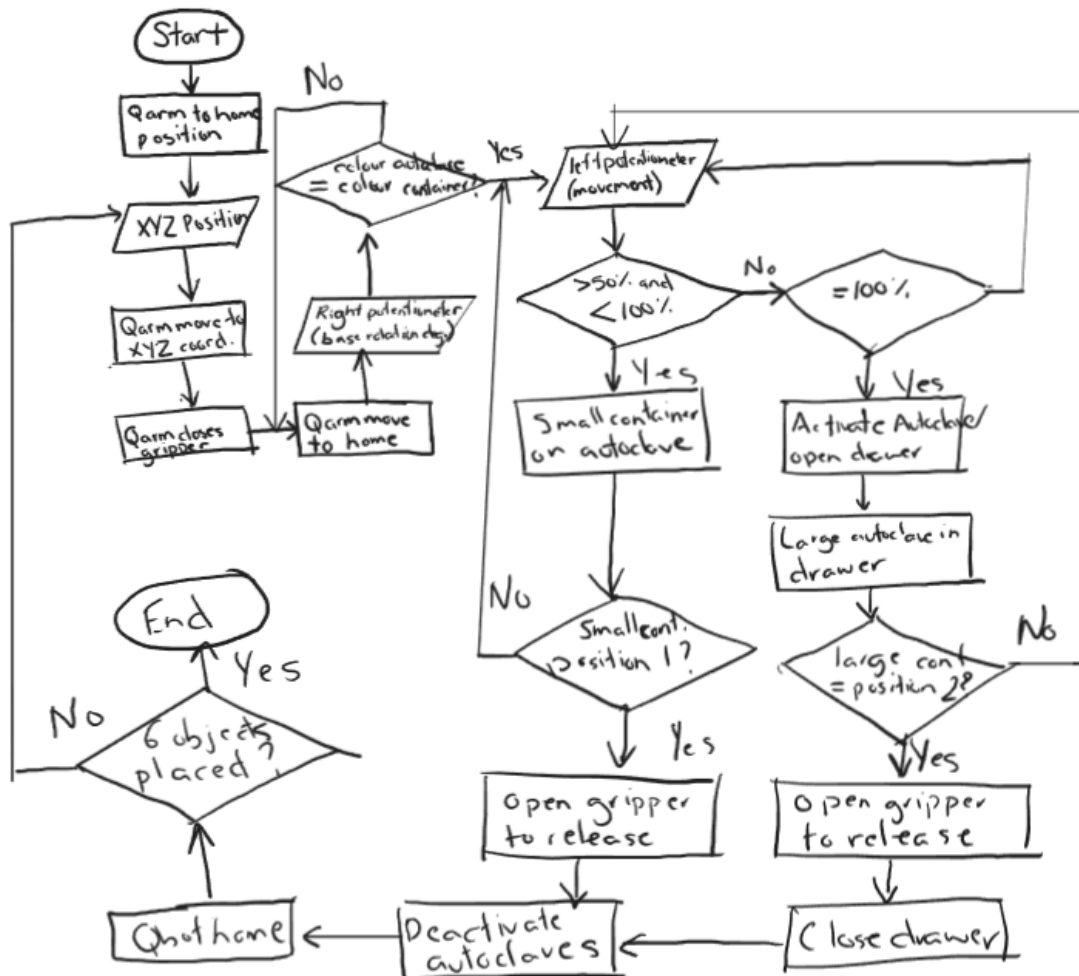 Start
Qarm to home
position
XYZ Position
Qarm move to
XYZ coord.
Qarm closes
gripper
Qarm move
to home
Right potentiometer
(base relation deg)
colour autoclave
= colour container?
No
Yes
left potentiometer
(movement)
>50% and
<100%
No
=100%
Yes
Small container
on autoclave
Yes
Activate Autoclave/
open drawer
Large autoclave in
drawer
No
Small cont.
position 1?
large cont
= position 2?
No
Yes
Open gripper
to release
Yes
Open gripper
to release
Close drawer
Deactivate
autoclaves
Qbot home
6 objects
placed?
No
Yes
End